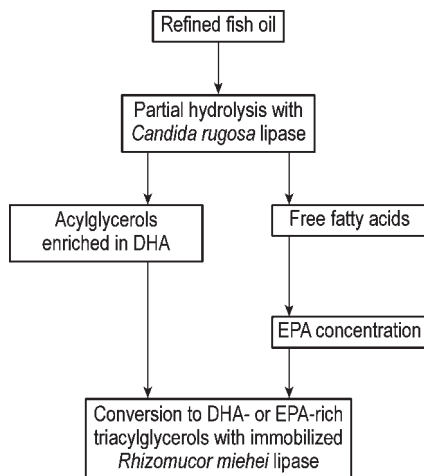 Refined fish oil
Partial hydrolysis with
Candida rugosa lipase
Acylglycerols
enriched in DHA
Free fatty acids
EPA concentration
Conversion to DHA- or EPA-rich
triacylglycerols with immobilized
Rhizomucor miehei lipase